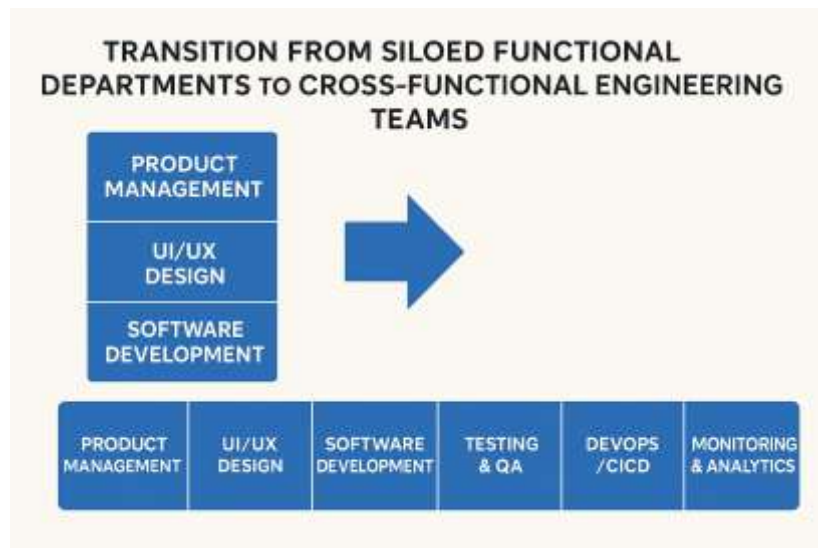 TRANSITION FROM SILOED FUNCTIONAL
DEPARTMENTS TO CROSS-FUNCTIONAL ENGINEERING
TEAMS
PRODUCT
MANAGEMENT
UI/UX
DESIGN
SOFTWARE
DEVELOPMENT
PRODUCT
MANAGEMENT
UI/UX
DESIGN
SOFTWARE
DEVELOPMENT
TESTING
& QA
DEVOPS
/CICD
MONITORING
& ANALYTICS